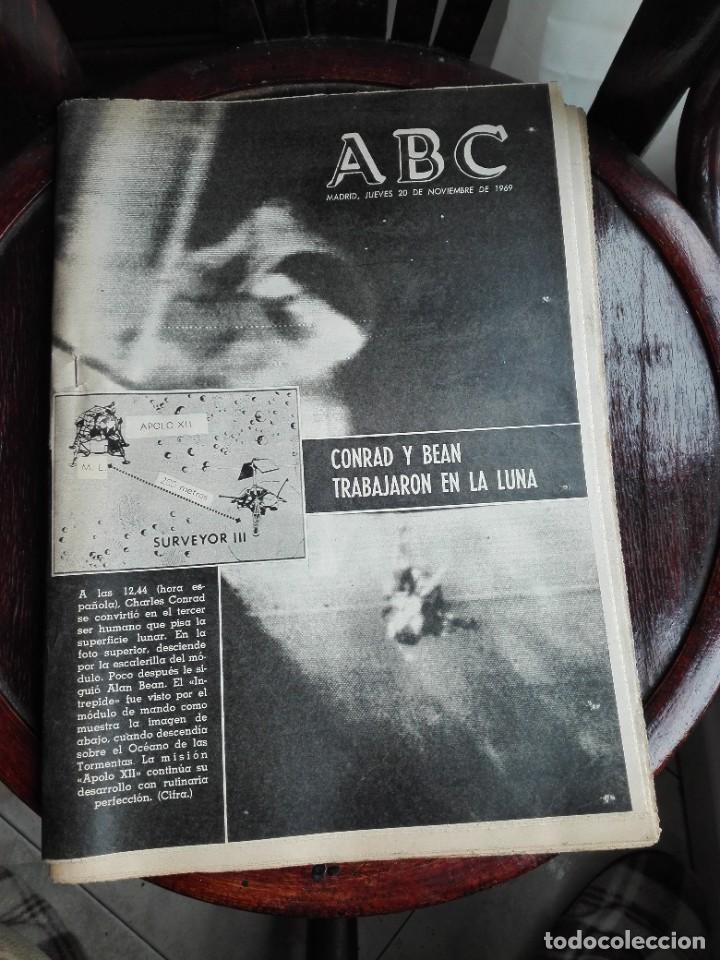 ABC
MADRID, JUEVES 20 DE NOVIEMBRE DE 1969
APOLO XII
M. L.
200 metros
SURVEYOR III
CONRAD Y BEAN
TRABAJARON EN LA LUNA
A las 12,44 (hora es-
pañola), Charles Conrad
se convirtió en el tercer
ser humano que pisa la
superficie lunar. En la
foto superior, desciende
por la escalerilla del mó-
dulo. Poco después le si-
guió Alan Bean. El «In-
trepide» fue visto por el
módulo de mando como
muestra la imagen de
abajo, cuando descendía
sobre el Océano de las
Tormentas. La misión
«Apolo XII» continúa su
desarrollo con rutinaria
perfección. (Cifra.)
todocoleccion